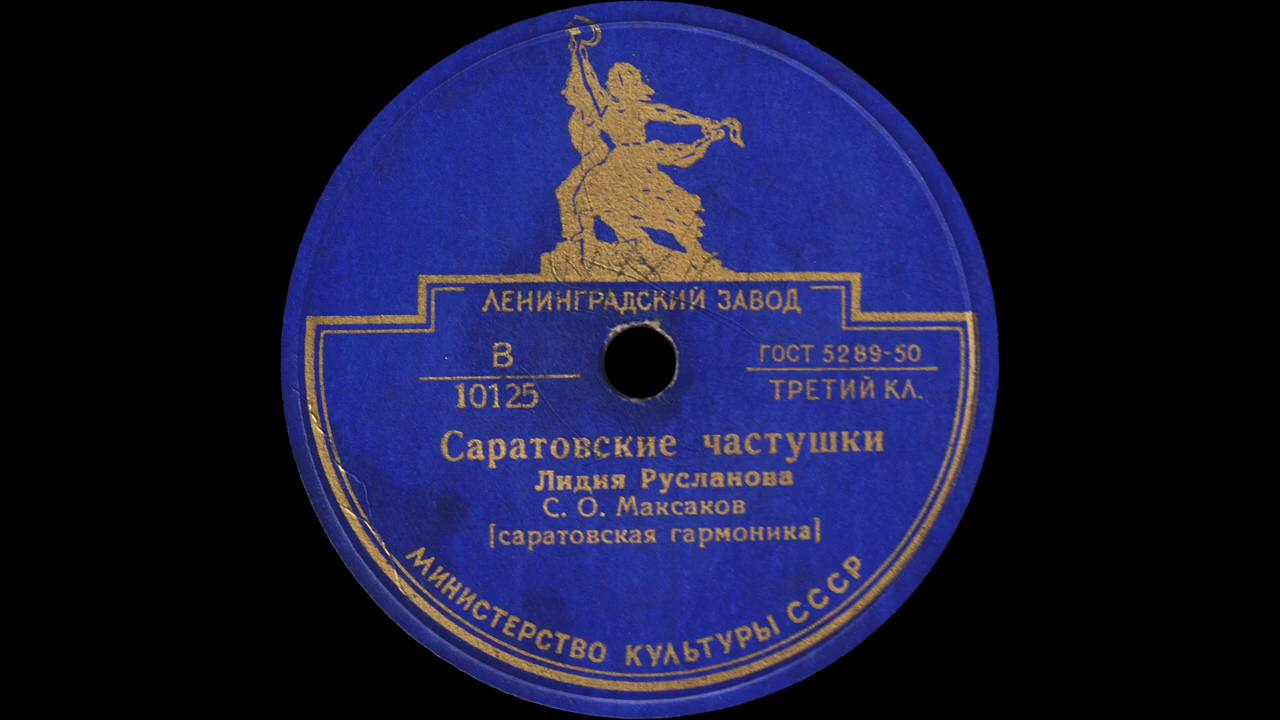 ЛЕНИНГРАДСКИЙ ЗАВОД
В
10125
ГОСТ 5289-50
ТРЕТИЙ КЛ.
Саратовские частушки
Лидия Русланова
С. О. Максаков
[саратовская гармоника]
МИНИСТЕРСТВО КУЛЬТУРЫ СССР